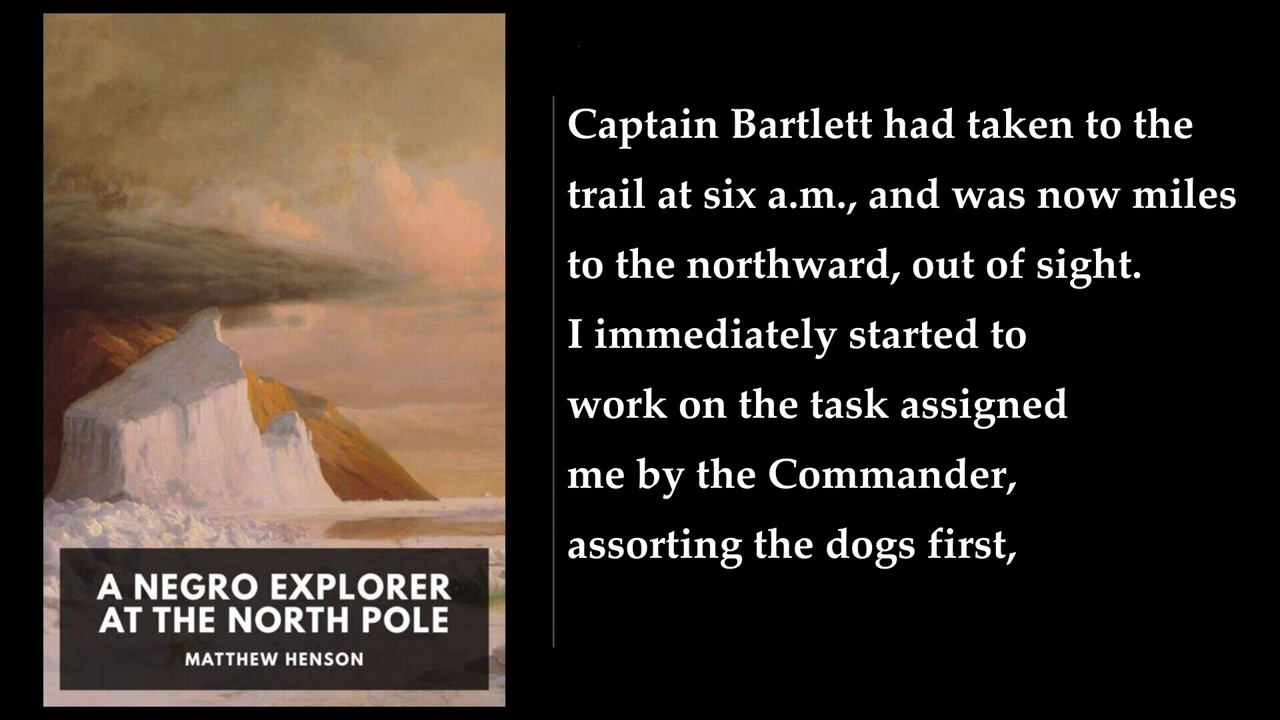 Captain Bartlett had taken to the
trail at six a.m., and was now miles
to the northward, out of sight.
I immediately started to
work on the task assigned
me by the Commander,
assorting the dogs first,
A NEGRO EXPLORER
AT THE NORTH POLE
MATTHEW HENSON